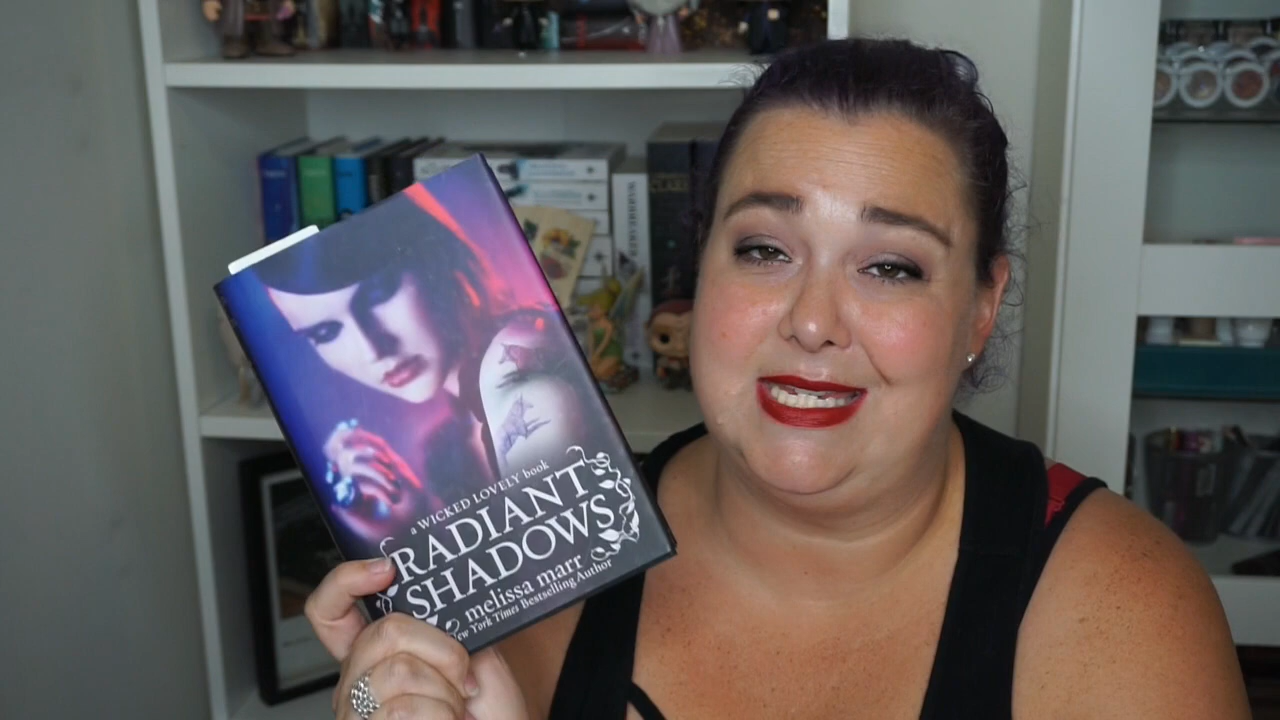 a WICKED LOVELY book
RADIANT
SHADOWS
melissa marr
New York Times Bestselling Author